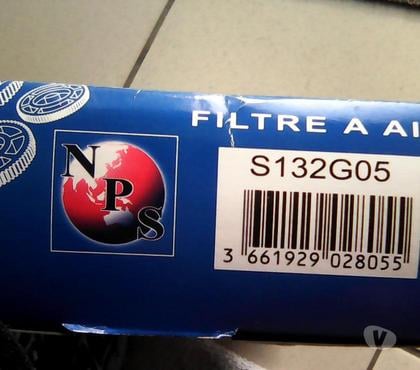 FILTRE A AI
NPS
S132G05
3 661929 028055
V